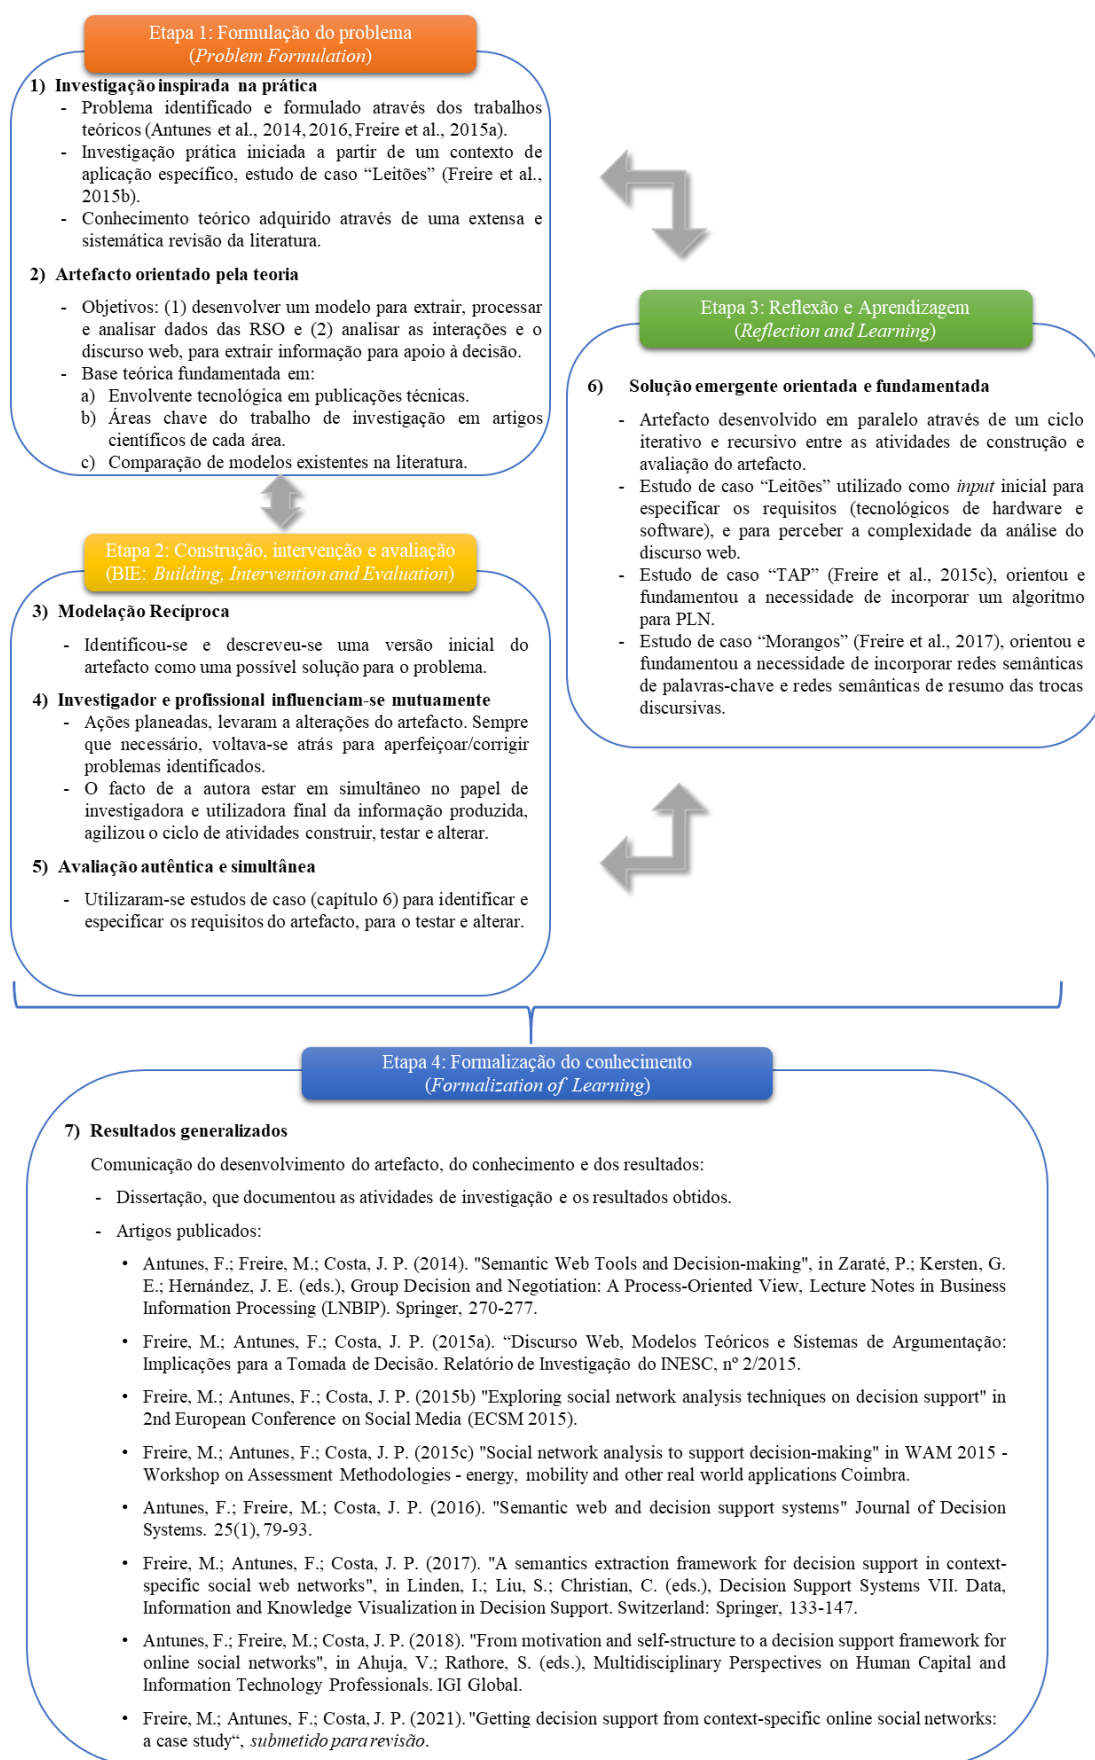 Etapa 1: Formulação do problema
(Problem Formulation)
1) Investigação inspirada na prática
- Problema identificado e formulado através dos trabalhos
teóricos (Antunes et al., 2014, 2016, Freire et al., 2015a).
- Investigação prática iniciada a partir de um contexto de
aplicação específico, estudo de caso “Leitões” (Freire et al.,
2015b).
- Conhecimento teórico adquirido através de uma extensa e
sistemática revisão da literatura.
2) Artefacto orientado pela teoria
- Objetivos: (1) desenvolver um modelo para extrair, processar
e analisar dados das RSO e (2) analisar as interações e o
discurso web, para extrair informação para apoio à decisão.
- Base teórica fundamentada em:
a) Envolvente tecnológica em publicações técnicas.
b) Áreas chave do trabalho de investigação em artigos
científicos de cada área.
c) Comparação de modelos existentes na literatura.
Etapa 2: Construção, intervenção e avaliação
(BIE: Building, Intervention and Evaluation)
3) Modelação Recíproca
- Identificou-se e descreveu-se uma versão inicial do
artefacto como uma possível solução para o problema.
4) Investigador e profissional influenciam-se mutuamente
- Ações planeadas, levaram a alterações do artefacto. Sempre
que necessário, voltava-se atrás para aperfeiçoar/corrigir
problemas identificados.
- O facto de a autora estar em simultâneo no papel de
investigadora e utilizadora final da informação produzida,
agilizou o ciclo de atividades construir, testar e alterar.
5) Avaliação autêntica e simultânea
- Utilizaram-se estudos de caso (capítulo 6) para identificar e
especificar os requisitos do artefacto, para o testar e alterar.
Etapa 3: Reflexão e Aprendizagem
(Reflection and Learning)
6) Solução emergente orientada e fundamentada
- Artefacto desenvolvido em paralelo através de um ciclo
iterativo e recursivo entre as atividades de construção e
avaliação do artefacto.
- Estudo de caso “Leitões” utilizado como input inicial para
especificar os requisitos (tecnológicos de hardware e
software), e para perceber a complexidade da análise do
discurso web.
- Estudo de caso “TAP” (Freire et al., 2015c), orientou e
fundamentou a necessidade de incorporar um algoritmo
para PLN.
- Estudo de caso “Morangos” (Freire et al., 2017), orientou e
fundamentou a necessidade de incorporar redes semânticas
de palavras-chave e redes semânticas de resumo das trocas
discursivas.
Etapa 4: Formalização do conhecimento
(Formalization of Learning)
7) Resultados generalizados
Comunicação do desenvolvimento do artefacto, do conhecimento e dos resultados:
- Dissertação, que documentou as atividades de investigação e os resultados obtidos.
- Artigos publicados:
• Antunes, F.; Freire, M.; Costa, J. P. (2014). "Semantic Web Tools and Decision-making", in Zaraté, P.; Kersten, G.
E.; Hernández, J. E. (eds.), Group Decision and Negotiation: A Process-Oriented View, Lecture Notes in Business
Information Processing (LNBIP). Springer, 270-277.
• Freire, M.; Antunes, F.; Costa, J. P. (2015a). “Discurso Web, Modelos Teóricos e Sistemas de Argumentação:
Implicações para a Tomada de Decisão. Relatório de Investigação do INESC, nº 2/2015.
• Freire, M.; Antunes, F.; Costa, J. P. (2015b) "Exploring social network analysis techniques on decision support" in
2nd European Conference on Social Media (ECSM 2015).
• Freire, M.; Antunes, F.; Costa, J. P. (2015c) "Social network analysis to support decision-making" in WAM 2015 -
Workshop on Assessment Methodologies - energy, mobility and other real world applications Coimbra.
• Antunes, F.; Freire, M.; Costa, J. P. (2016). "Semantic web and decision support systems" Journal of Decision
Systems. 25(1), 79-93.
• Freire, M.; Antunes, F.; Costa, J. P. (2017). "A semantics extraction framework for decision support in context-
specific social web networks", in Linden, I.; Liu, S.; Christian, C. (eds.), Decision Support Systems VII. Data,
Information and Knowledge Visualization in Decision Support. Switzerland: Springer, 133-147.
• Antunes, F.; Freire, M.; Costa, J. P. (2018). "From motivation and self-structure to a decision support framework for
online social networks", in Ahuja, V.; Rathore, S. (eds.), Multidisciplinary Perspectives on Human Capital and
Information Technology Professionals. IGI Global.
• Freire, M.; Antunes, F.; Costa, J. P. (2021). "Getting decision support from context-specific online social networks:
a case study“, submetido para revisão.